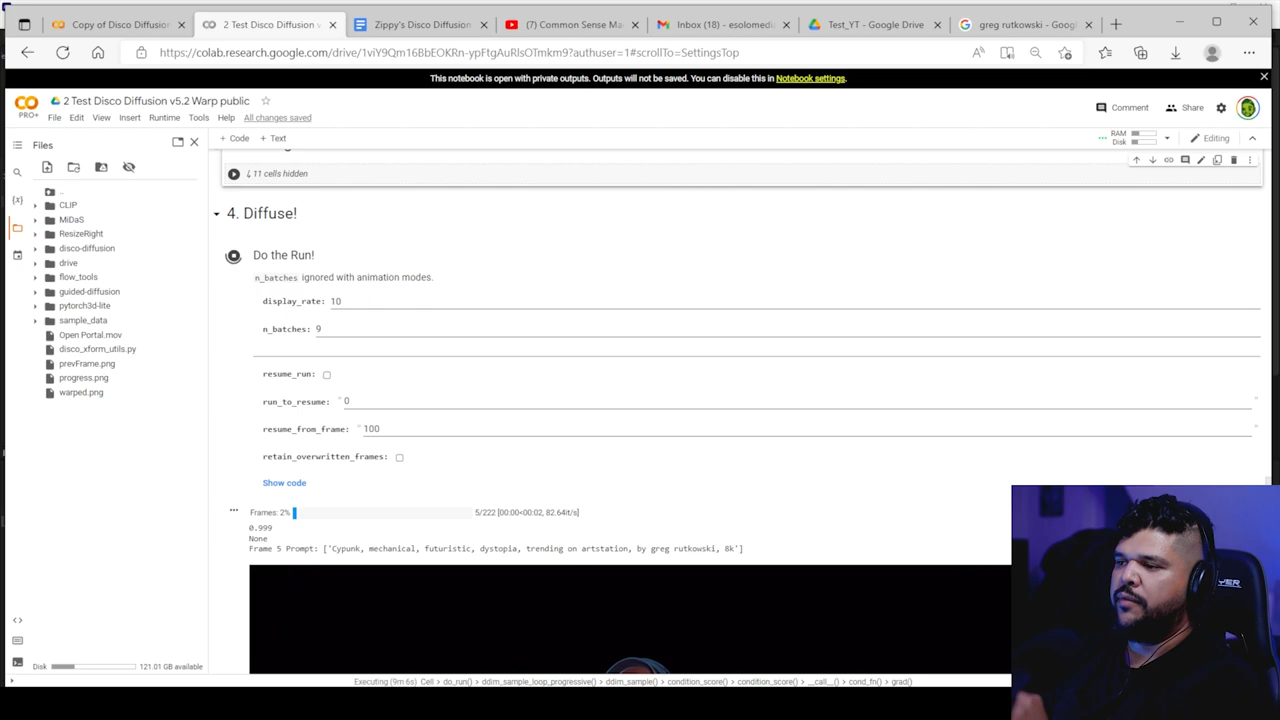 Copy of Disco Diffusion
2 Test Disco Diffusion v
Zippy's Disco Diffusion
(7) Common Sense Ma
Inbox (18) - esolomedia
Test_YT - Google Drive
greg rutkowski - Goog
https://colab.research.google.com/drive/1viY9Qm16BbEOKRn-ypFtgAuRIsOTmkm9?authuser=1#scrollTo=SettingsTop
This notebook is open with private outputs. Outputs will not be saved. You can disable this in Notebook settings.
PRO+
2 Test Disco Diffusion v5.2 Warp public
File Edit View Insert Runtime Tools Help All changes saved
Comment Share
Files
+ Code + Text
RAM
Disk
Editing
11 cells hidden
..
CLIP
MiDaS
ResizeRight
disco-diffusion
drive
flow_tools
guided-diffusion
pytorch3d-lite
sample_data
Open Portal.mov
disco_xform_utils.py
prevFrame.png
progress.png
warped.png
4. Diffuse!
Do the Run!
n_batches ignored with animation modes.
display_rate: 10
n_batches: 9
resume_run:
run_to_resume: " 0 "
resume_from_frame: " 100 "
retain_overwritten_frames:
Show code
Frames: 2% 5/222 [00:00<00:02, 82.64it/s]
0.999
None
Frame 5 Prompt: ['Cypunk, mechanical, futuristic, dystopia, trending on artstation, by greg rutkowski, 8k']
Disk 121.01 GB available
Executing (9m 6s) Cell > do_run() > ddim_sample_loop_progressive() > ddim_sample() > condition_score() > condition_score() > __call__() > cond_fn() > grad()